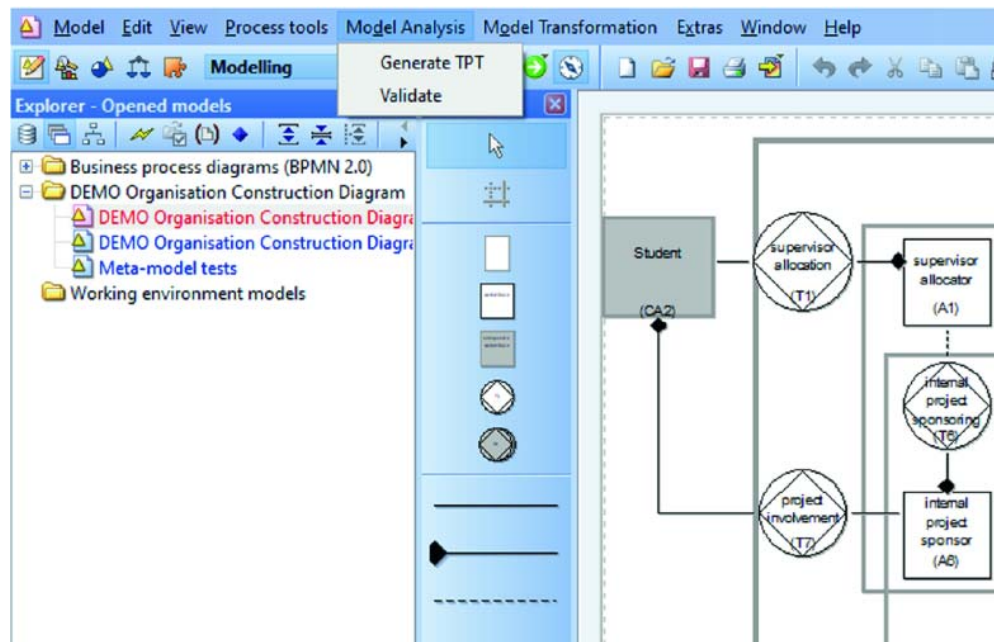 Model Edit View Process tools Model Analysis Model Transformation Extras Window Help
Modelling
Generate TPT
Validate
Explorer - Opened models
Business process diagrams (BPMN 2.0)
DEMO Organisation Construction Diagram
DEMO Organisation Construction Diagra
DEMO Organisation Construction Diagra
Meta-model tests
Working environment models
Student
(CA2)
supervisor
allocation
(T1)
supervisor
allocator
(A1)
internal
project
sponsoring
(T6)
project
involvement
(T7)
internal
project
sponsor
(A6)